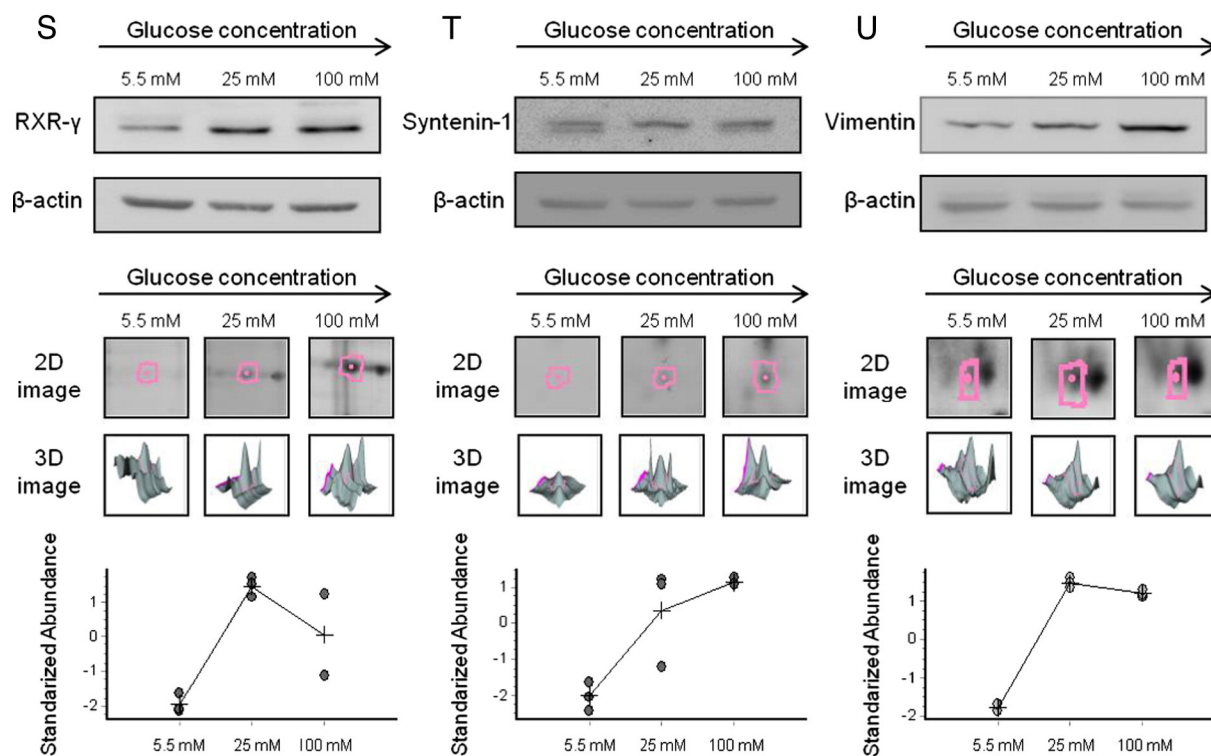 S
Glucose concentration
5.5 mM 25 mM 100 mM
RXR-γ
β-actin
Glucose concentration
5.5 mM 25 mM 100 mM
2D
image
3D
image
Standarized Abundance
1
0
-1
-2
5.5 mM 25 mM 100 mM
T
Glucose concentration
5.5 mM 25 mM 100 mM
Syntenin-1
β-actin
Glucose concentration
5.5 mM 25 mM 100 mM
2D
image
3D
image
Standarized Abundance
1
0
-1
-2
5.5 mM 25 mM 100 mM
U
Glucose concentration
5.5 mM 25 mM 100 mM
Vimentin
β-actin
Glucose concentration
5.5 mM 25 mM 100 mM
2D
image
3D
image
Standarized Abundance
1
0
-1
-2
5.5 mM 25 mM 100 mM